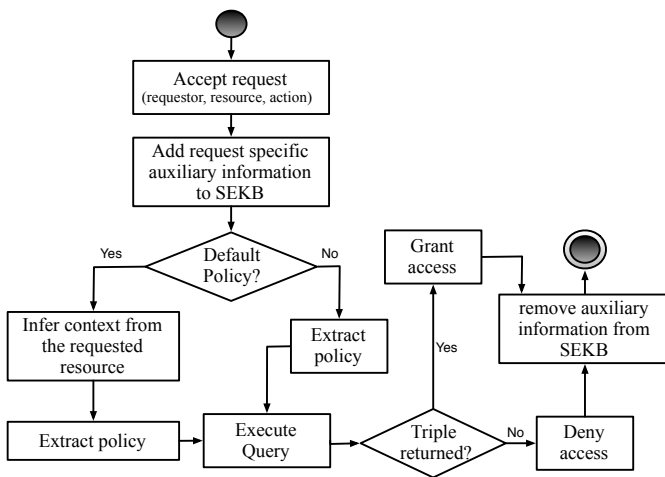 Accept request
(requestor, resource, action)
Add request specific
auxiliary information
to SEKB
Yes
Default
Policy?
No
Infer context from
the requested
resource
Extract
policy
Extract policy
Execute
Query
Triple
returned?
Yes
No
Grant
access
Deny
access
remove auxiliary
information from
SEKB